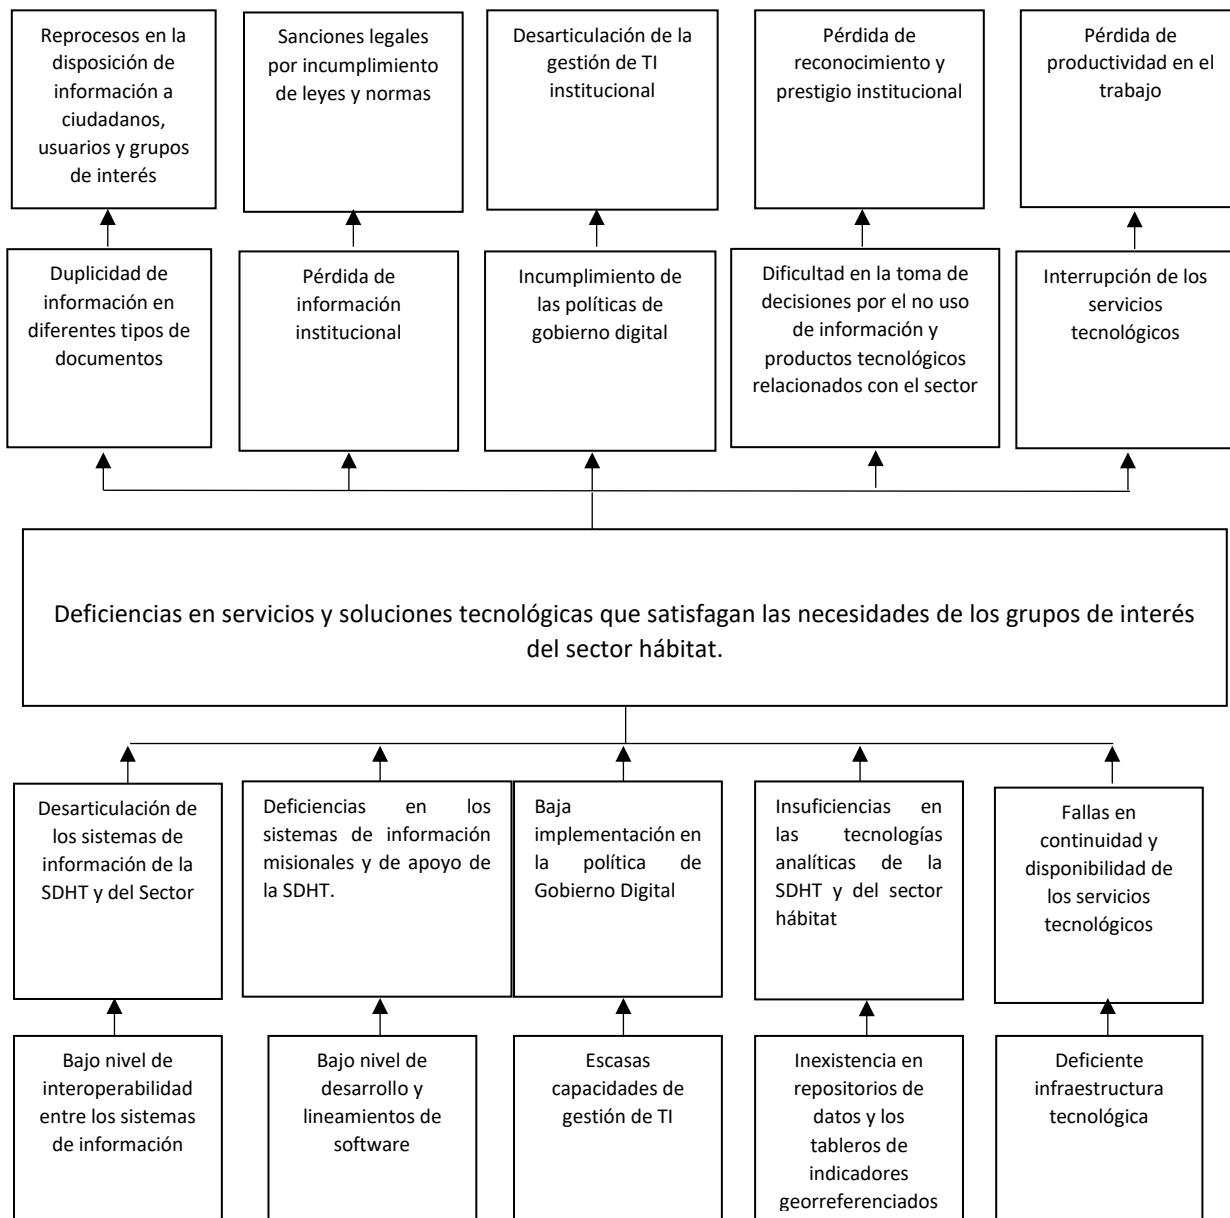 Reprocesos en la
disposición de
información a
ciudadanos,
usuarios y grupos
de interés
Sanciones legales
por incumplimiento
de leyes y normas
Desarticulación de la
gestión de TI
institucional
Pérdida de
reconocimiento y
prestigio institucional
Pérdida de
productividad en el
trabajo
Duplicidad de
información en
diferentes tipos de
documentos
Pérdida de
información
institucional
Incumplimiento de
las políticas de
gobierno digital
Dificultad en la toma de
decisiones por el no uso
de información y
productos tecnológicos
relacionados con el sector
Interrupción de los
servicios
tecnológicos
Deficiencias en servicios y soluciones tecnológicas que satisfagan las necesidades de los grupos de interés
del sector hábitat.
Desarticulación de
los sistemas de
información de la
SDHT y del Sector
Deficiencias en los
sistemas de información
misionales y de apoyo de
la SDHT.
Baja
implementación en
la política de
Gobierno Digital
Insuficiencias en
las tecnologías
analíticas de la
SDHT y del sector
hábitat
Fallas en
continuidad y
disponibilidad de
los servicios
tecnológicos
Bajo nivel de
interoperabilidad
entre los sistemas
de información
Bajo nivel de
desarrollo y
lineamientos de
software
Escasas
capacidades de
gestión de TI
Inexistencia en
repositorios de
datos y los
tableros de
indicadores
georreferenciados
Deficiente
infraestructura
tecnológica